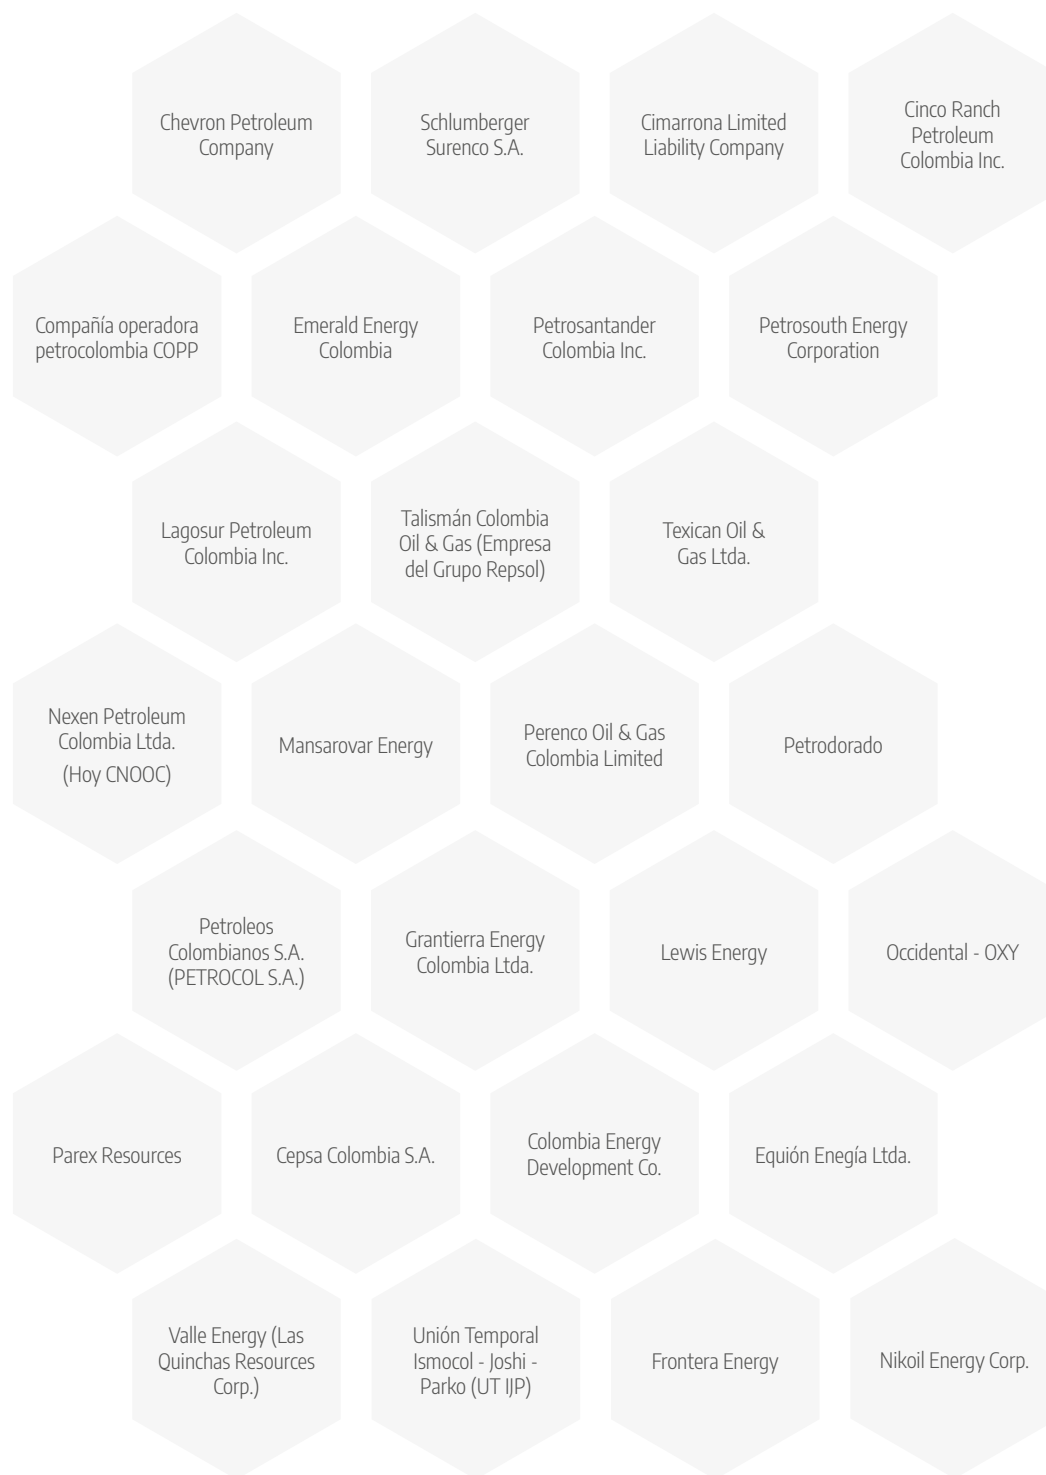 Chevron Petroleum
Company
Schlumberger
Surenco S.A.
Cimarrona Limited
Liability Company
Cinco Ranch
Petroleum
Colombia Inc.
Compañía operadora
petrocolombia COPP
Emerald Energy
Colombia
Petrosantander
Colombia Inc.
Petrosouth Energy
Corporation
Lagosur Petroleum
Colombia Inc.
Talismán Colombia
Oil & Gas (Empresa
del Grupo Repsol)
Texican Oil &
Gas Ltda.
Nexen Petroleum
Colombia Ltda.
(Hoy CNOOC)
Mansarovar Energy
Perenco Oil & Gas
Colombia Limited
Petrodorado
Petroleos
Colombianos S.A.
(PETROCOL S.A.)
Grantierra Energy
Colombia Ltda.
Lewis Energy
Occidental - OXY
Parex Resources
Cepsa Colombia S.A.
Colombia Energy
Development Co.
Equión Enegía Ltda.
Valle Energy (Las
Quinchas Resources
Corp.)
Unión Temporal
Ismocol - Joshi -
Parko (UT IJP)
Frontera Energy
Nikoil Energy Corp.